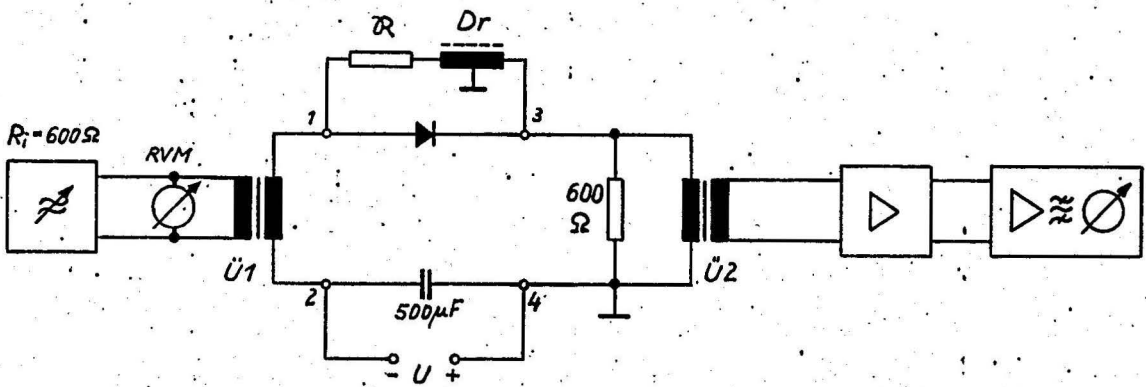 R Dr
1 3
Ri = 600Ω
RVM
600
Ω
Ü1 Ü2
2 4
500µF
- U +